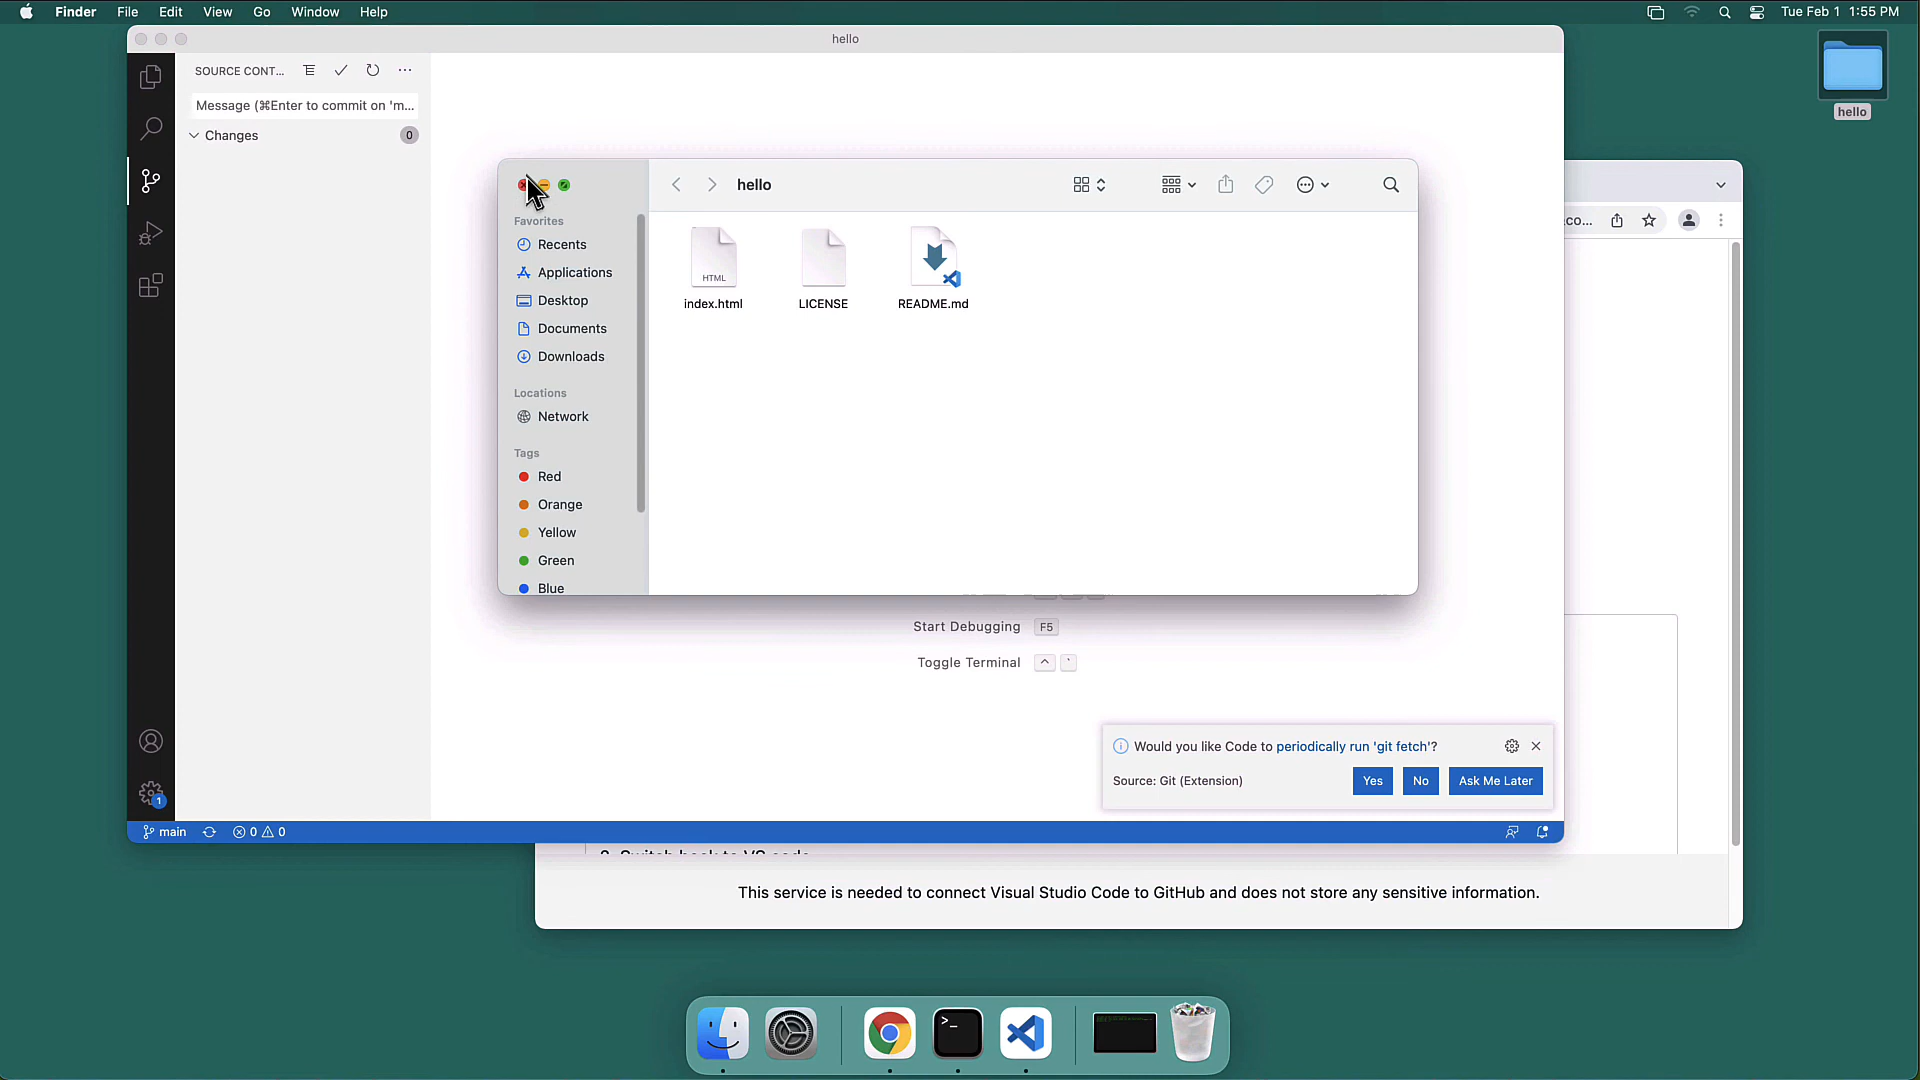 Finder File Edit View Go Window Help
Tue Feb 1 1:55 PM
hello
SOURCE CONT...
Message (⌘Enter to commit on 'm...
Changes 0
hello
hello
Favorites
Recents
Applications
Desktop
Documents
Downloads
Locations
Network
Tags
Red
Orange
Yellow
Green
Blue
HTML
index.html
LICENSE
README.md
.co...
Start Debugging F5
Toggle Terminal ^ `
Would you like Code to periodically run 'git fetch'?
Source: Git (Extension)
Yes
No
Ask Me Later
1
main 0 0
This service is needed to connect Visual Studio Code to GitHub and does not store any sensitive information.
>_